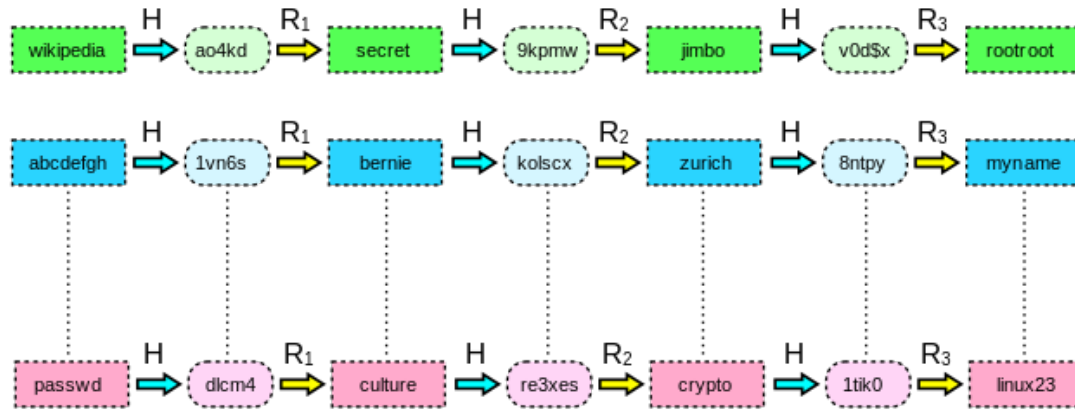 H R1 H R2 H R3
wikipedia ao4kd secret 9kpmw jimbo v0d$x rootroot
H R1 H R2 H R3
abcdefgh 1vn6s bernie kolscx zurich 8ntpy myname
H R1 H R2 H R3
passwd dlcm4 culture re3xes crypto 1tik0 linux23